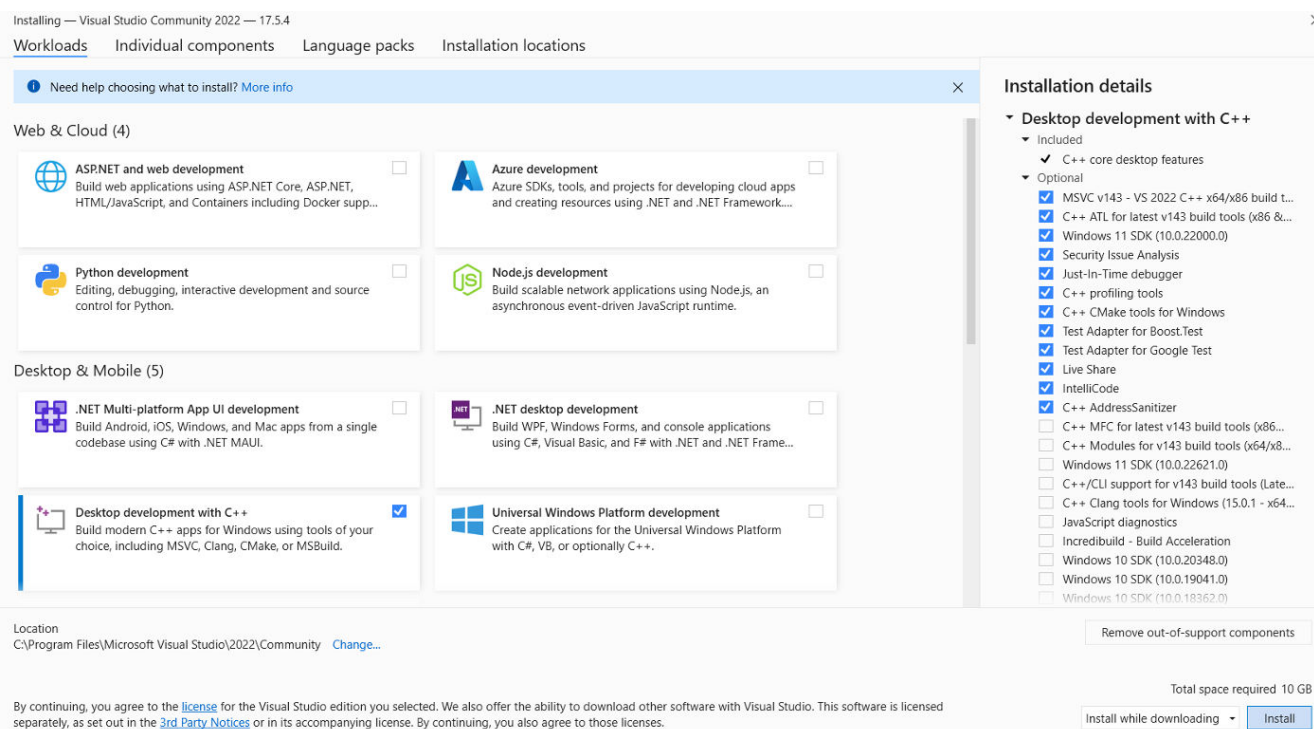 Installing — Visual Studio Community 2022 — 17.5.4
Workloads
Individual components
Language packs
Installation locations
Need help choosing what to install? More info
Web & Cloud (4)
ASP.NET and web development
Build web applications using ASP.NET Core, ASP.NET,
HTML/JavaScript, and Containers including Docker supp...
Azure development
Azure SDKs, tools, and projects for developing cloud apps
and creating resources using .NET and .NET Framework....
Python development
Editing, debugging, interactive development and source
control for Python.
Node.js development
Build scalable network applications using Node.js, an
asynchronous event-driven JavaScript runtime.
Desktop & Mobile (5)
.NET Multi-platform App UI development
Build Android, iOS, Windows, and Mac apps from a single
codebase using C# with .NET MAUI.
.NET
.NET desktop development
Build WPF, Windows Forms, and console applications
using C#, Visual Basic, and F# with .NET and .NET Frame...
Desktop development with C++
Build modern C++ apps for Windows using tools of your
choice, including MSVC, Clang, CMake, or MSBuild.
Universal Windows Platform development
Create applications for the Universal Windows Platform
with C#, VB, or optionally C++.
Installation details
Desktop development with C++
Included
C++ core desktop features
Optional
MSVC v143 - VS 2022 C++ x64/x86 build t...
C++ ATL for latest v143 build tools (x86 &...
Windows 11 SDK (10.0.22000.0)
Security Issue Analysis
Just-In-Time debugger
C++ profiling tools
C++ CMake tools for Windows
Test Adapter for Boost.Test
Test Adapter for Google Test
Live Share
IntelliCode
C++ AddressSanitizer
C++ MFC for latest v143 build tools (x86...
C++ Modules for v143 build tools (x64/x8...
Windows 11 SDK (10.0.22621.0)
C++/CLI support for v143 build tools (Late...
C++ Clang tools for Windows (15.0.1 - x64...
JavaScript diagnostics
Incredibuild - Build Acceleration
Windows 10 SDK (10.0.20348.0)
Windows 10 SDK (10.0.19041.0)
Windows 10 SDK (10.0.18362.0)
Location
C:\Program Files\Microsoft Visual Studio\2022\Community Change...
Remove out-of-support components
Total space required 10 GB
By continuing, you agree to the license for the Visual Studio edition you selected. We also offer the ability to download other software with Visual Studio. This software is licensed
separately, as set out in the 3rd Party Notices or in its accompanying license. By continuing, you also agree to those licenses.
Install while downloading
Install